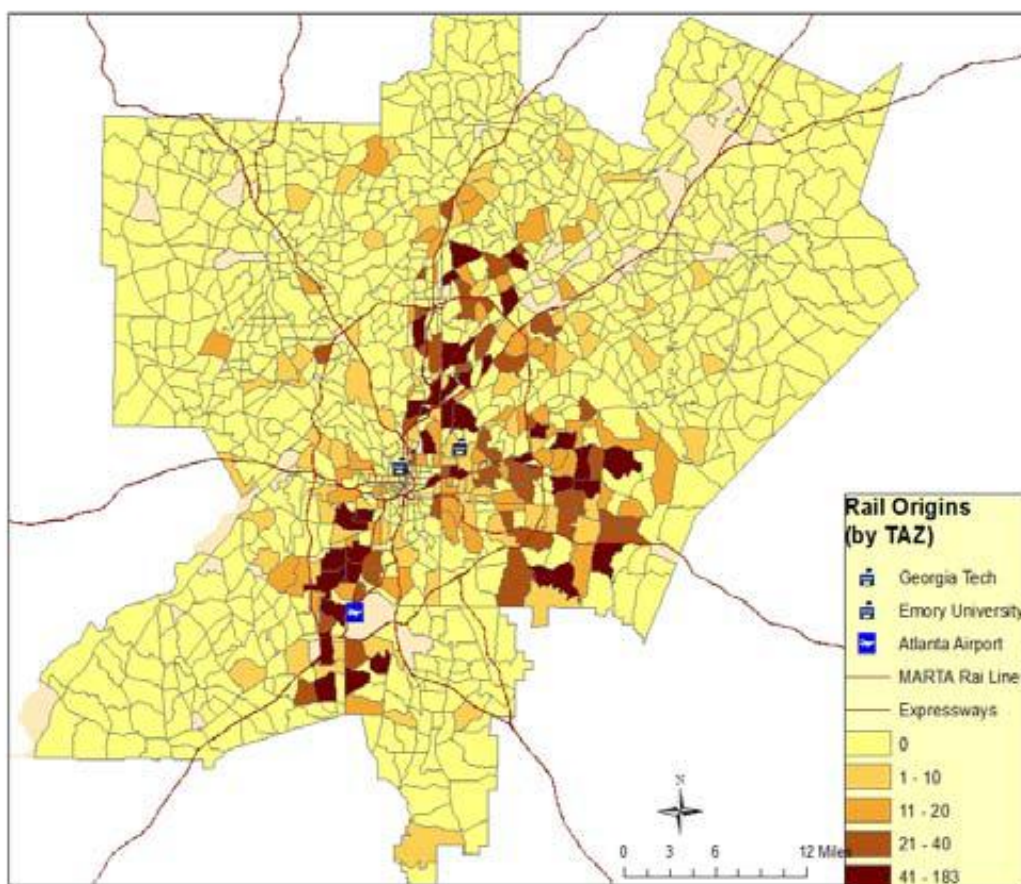 Rail Origins
(by TAZ)
Georgia Tech
Emory University
Atlanta Airport
MARTA Rai Line
Expressways
0
1 - 10
11 - 20
21 - 40
41 - 183
N
0 3 6 12 Miles